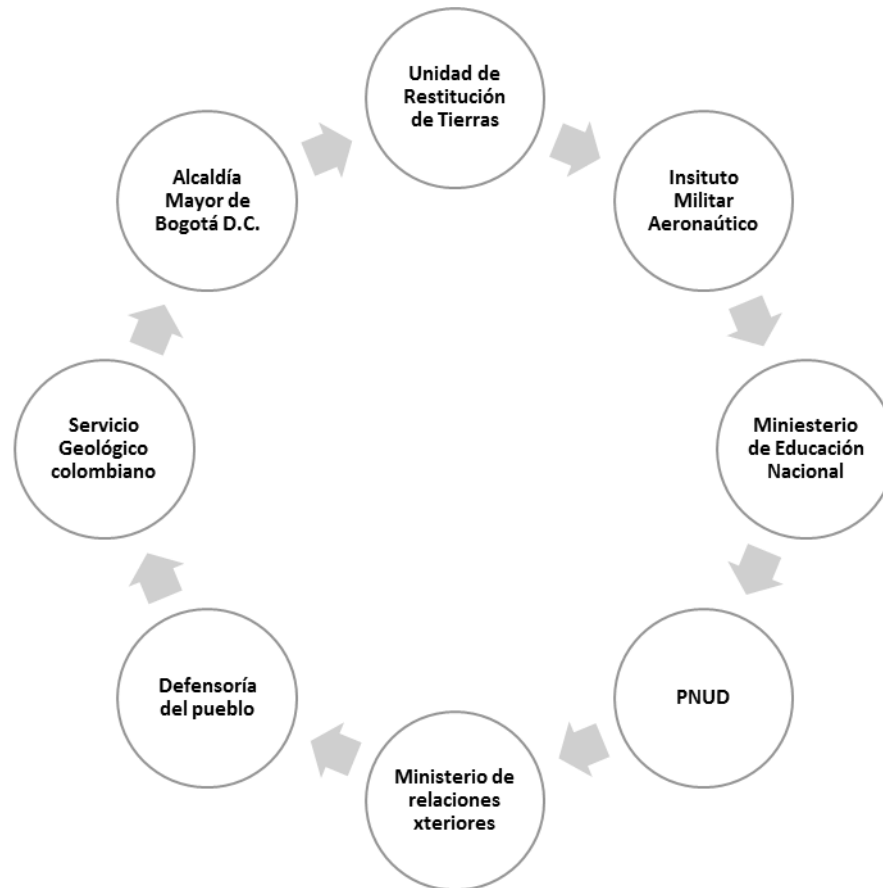 Unidad de
Restitución
de Tierras
Insituto
Militar
Aeronaútico
Miniesterio
de Educación
Nacional
PNUD
Ministerio de
relaciones
xteriores
Defensoría
del pueblo
Servicio
Geológico
colombiano
Alcaldía
Mayor de
Bogotá D.C.